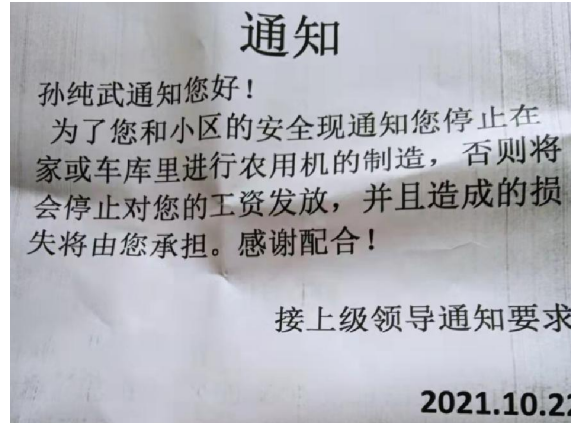 通知
孙纯武通知您好！
为了您和小区的安全现通知您停止在
家或车库里进行农用机的制造，否则将
会停止对您的工资发放，并且造成的损
失将由您承担。感谢配合！
接上级领导通知要求
2021.10.22